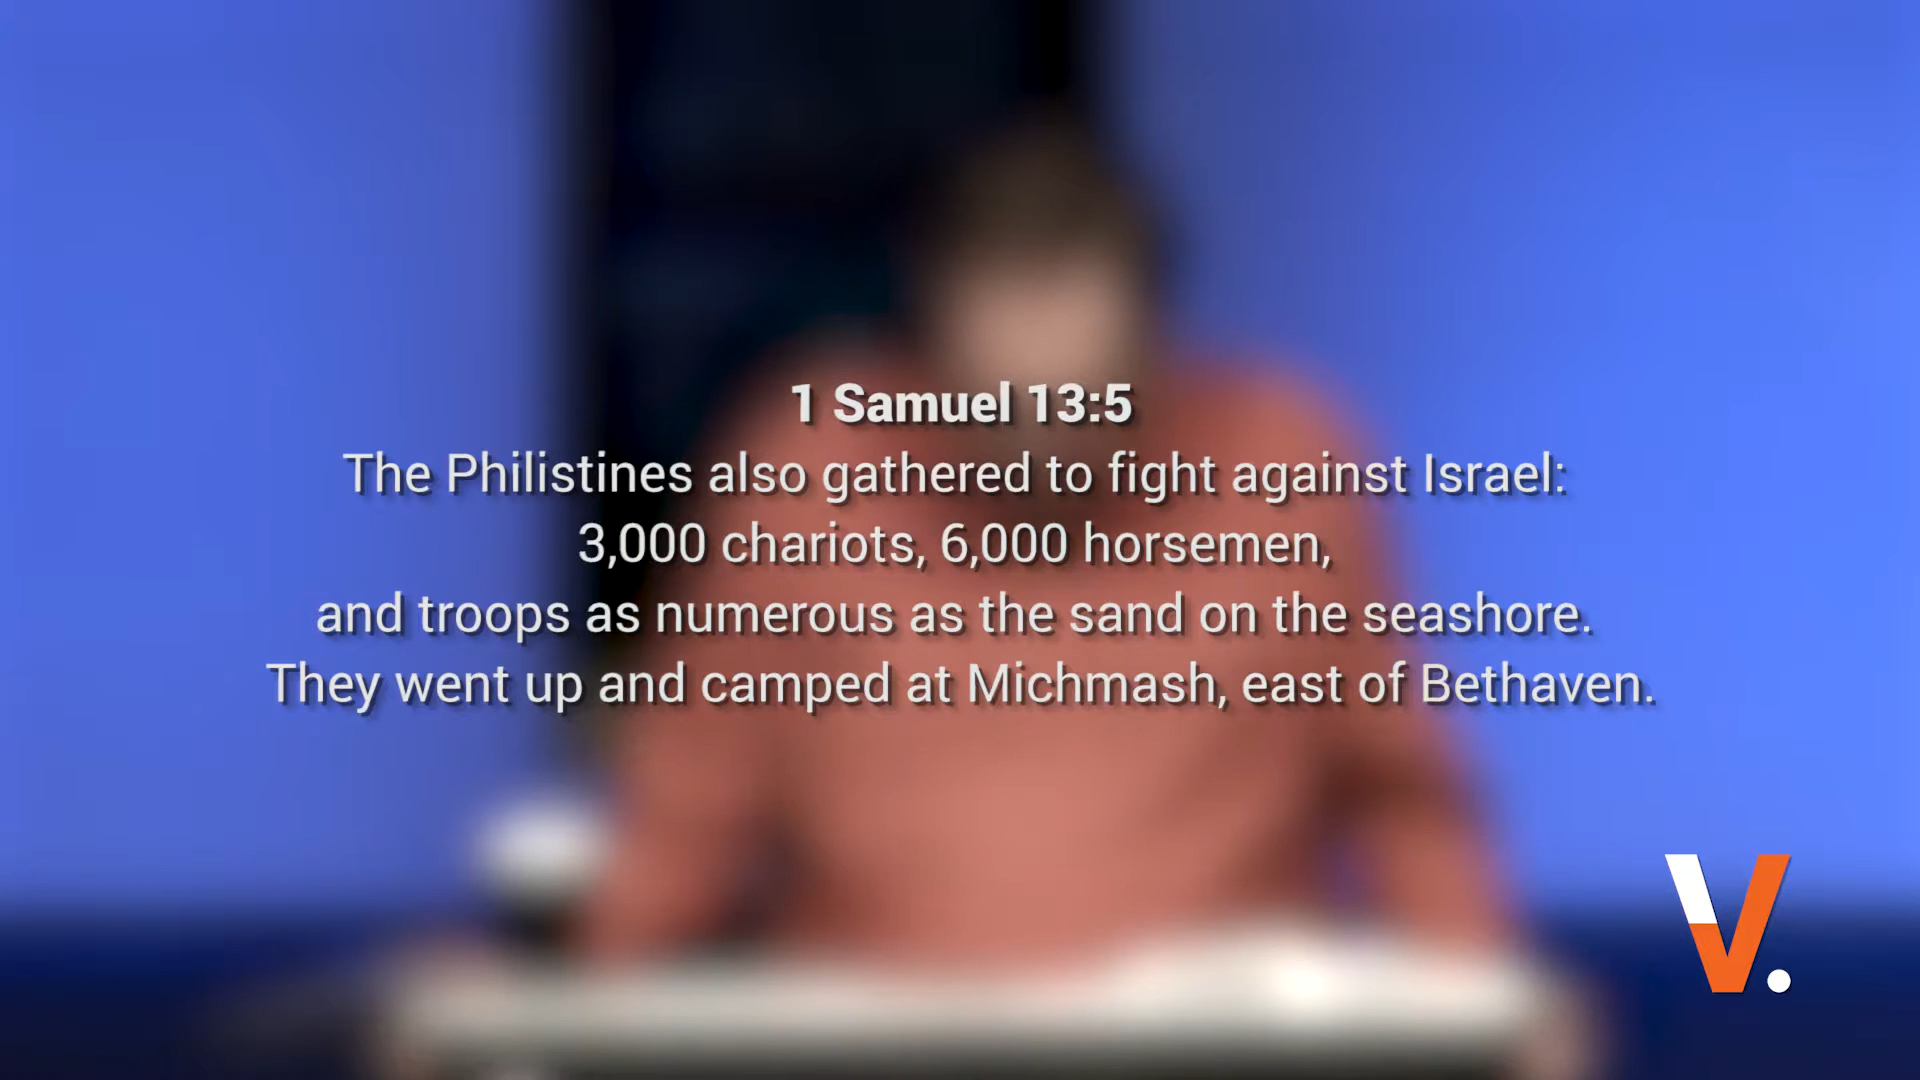 1 Samuel 13:5
The Philistines also gathered to fight against Israel:
3,000 chariots, 6,000 horsemen,
and troops as numerous as the sand on the seashore.
They went up and camped at Michmash, east of Bethaven.
V.